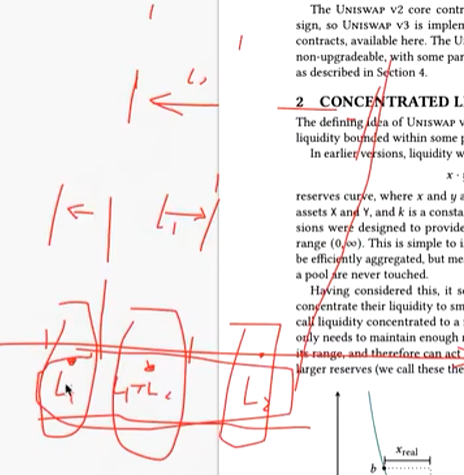 The UNISWAP v2 core contr
sign, so UNISWAP v3 is implem
contracts, available here. The U
non-upgradeable, with some par
as described in Section 4.
2 CONCENTRATED L
The defining idea of UNISWAP v
liquidity bounded within some p
In earlier versions, liquidity w
x ·
reserves curve, where x and y a
assets X and Y, and k is a consta
sions were designed to provide
range (0, ∞). This is simple to i
be efficiently aggregated, but me
a pool are never touched.
Having considered this, it s
concentrate their liquidity to sm
call liquidity concentrated to a
only needs to maintain enough
its range, and therefore can act
larger reserves (we call these the
x real
b
L₁
L₁+L₂
L₂